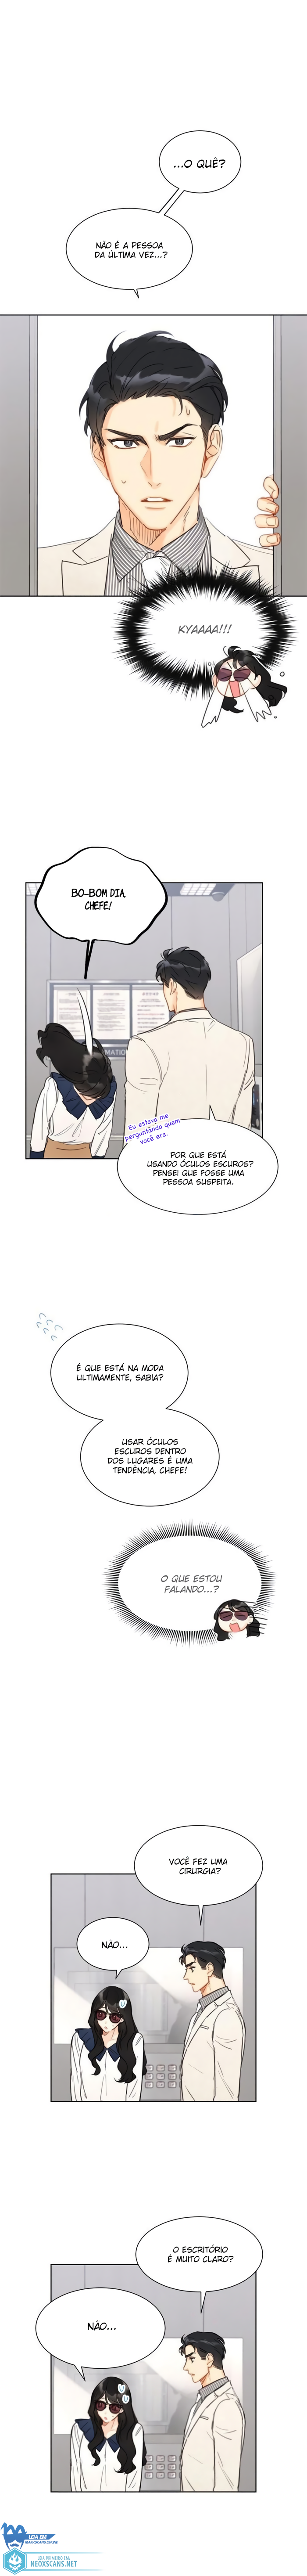 ...O QUÊ?
NÃO É A PESSOA
DA ÚLTIMA VEZ...?
KYAAAA!!!
BO-BOM DIA,
CHEFE!
Eu estava me
perguntando quem
você era.
POR QUE ESTÁ
USANDO ÓCULOS ESCUROS?
PENSEI QUE FOSSE UMA
PESSOA SUSPEITA.
É QUE ESTÁ NA MODA
ULTIMAMENTE, SABIA?
USAR ÓCULOS
ESCUROS DENTRO
DOS LUGARES É UMA
TENDÊNCIA, CHEFE!
O QUE ESTOU
FALANDO...?
VOCÊ FEZ UMA
CIRURGIA?
NÃO...
O ESCRITÓRIO
É MUITO CLARO?
NÃO...
LEIA EM
NEOXSCANS.NET